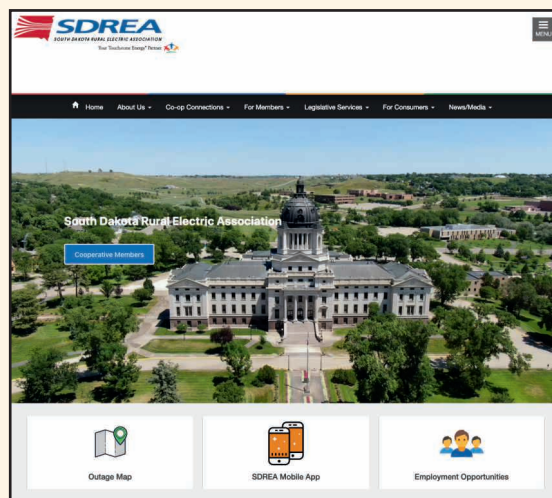 SDREA
SOUTH DAKOTA RURAL ELECTRIC ASSOCIATION
Your Touchstone Energy® Partner
MENU
Home About Us Co-op Connections For Members Legislative Services For Consumers News/Media
South Dakota Rural Electric Association
Cooperative Members
Outage Map SDREA Mobile App Employment Opportunities